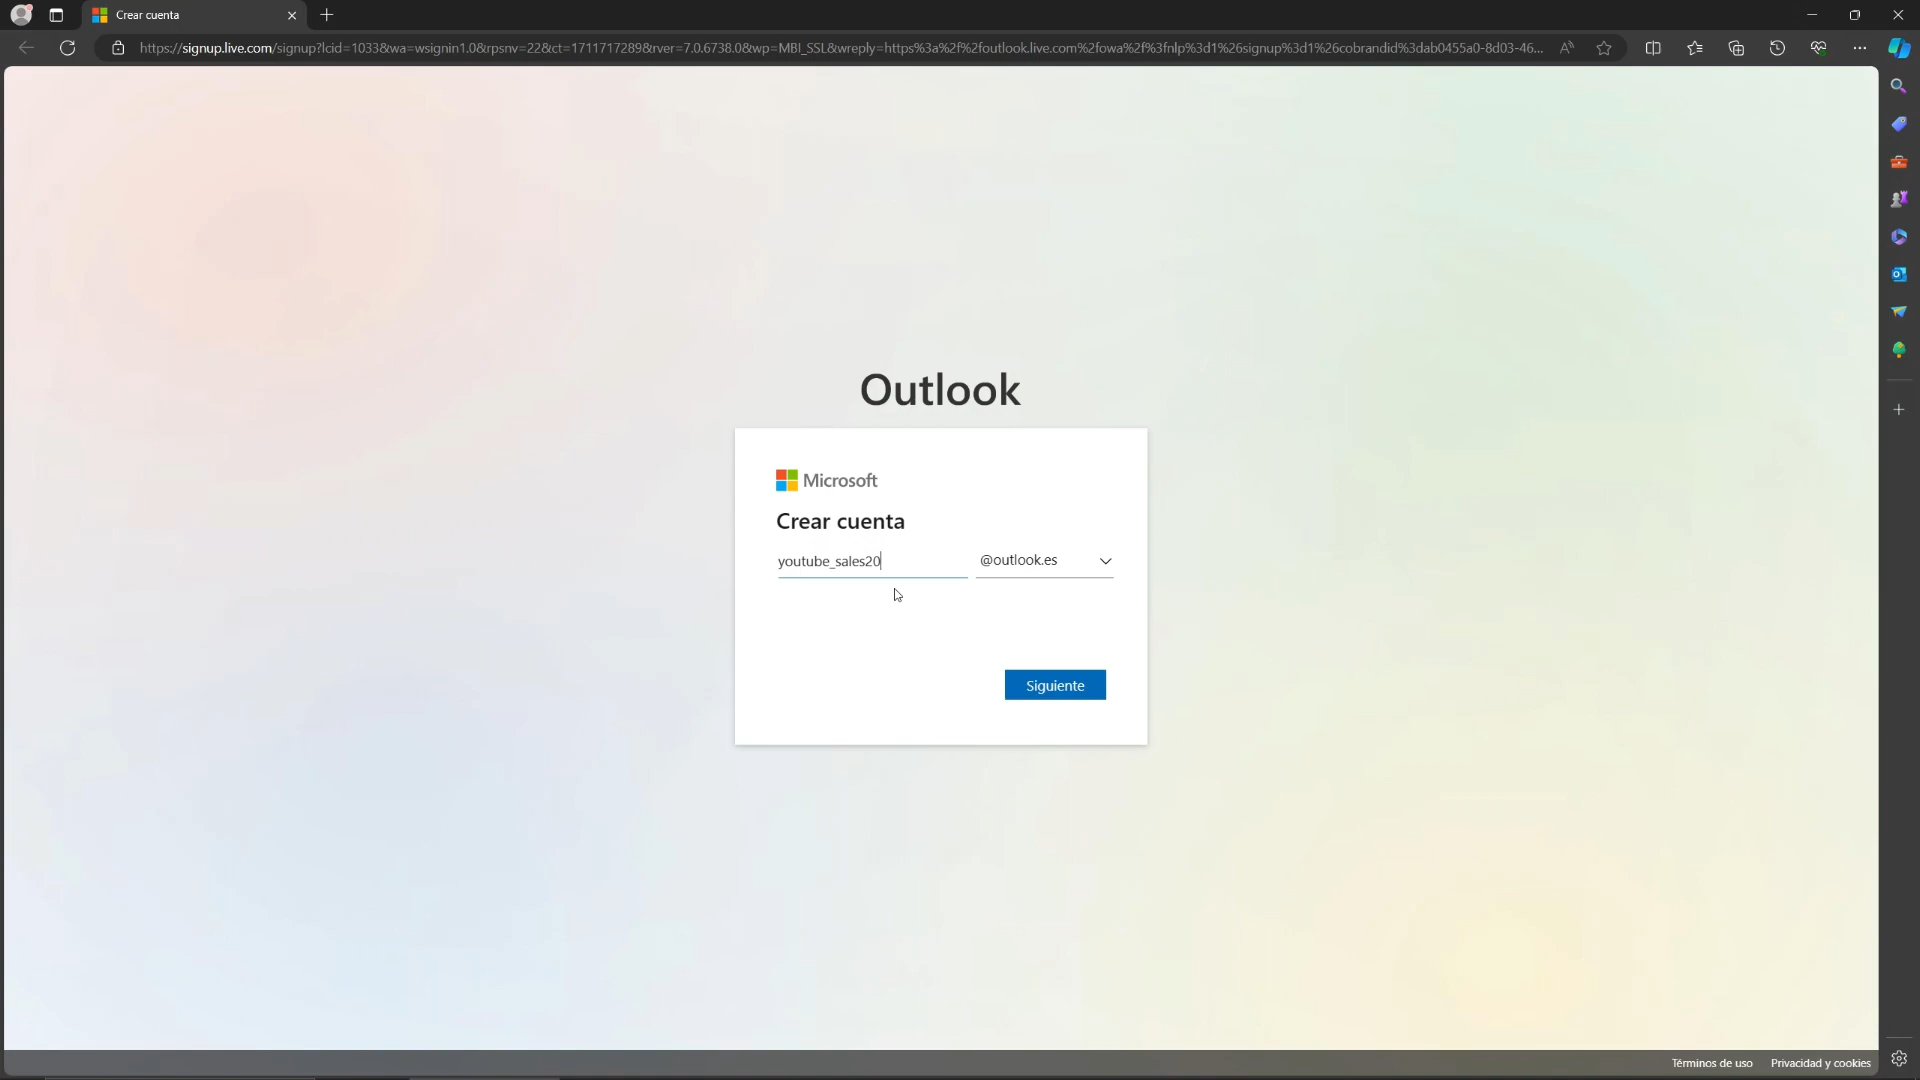 Crear cuenta
https://signup.live.com/signup?lcid=1033&wa=wsignin1.0&rpsnv=22&ct=1711717289&rver=7.0.6738.0&wp=MBI_SSL&wreply=https%3a%2f%2foutlook.live.com%2fowa%2f%3fnlp%3d1%26signup%3d1%26cobrandid%3dab0455a0-8d03-46...
Outlook
Microsoft
Crear cuenta
youtube_sales20 @outlook.es
Siguiente
Términos de uso Privacidad y cookies